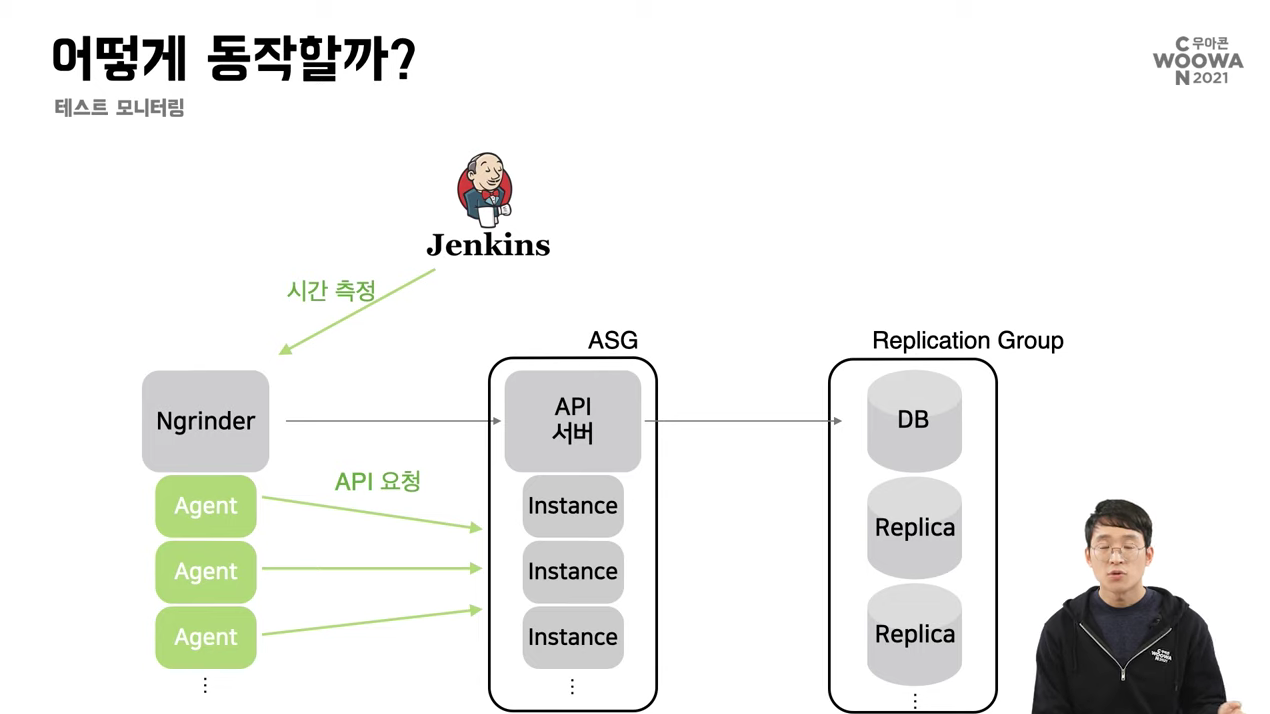 어떻게 동작할까?
테스트 모니터링
C 우아콘
WOOWA
N 2021
Jenkins
시간 측정
ASG
Replication Group
Ngrinder
API
서버
DB
API 요청
Agent
Instance
Replica
Agent
Instance
Agent
Instance
Replica
WOOWA